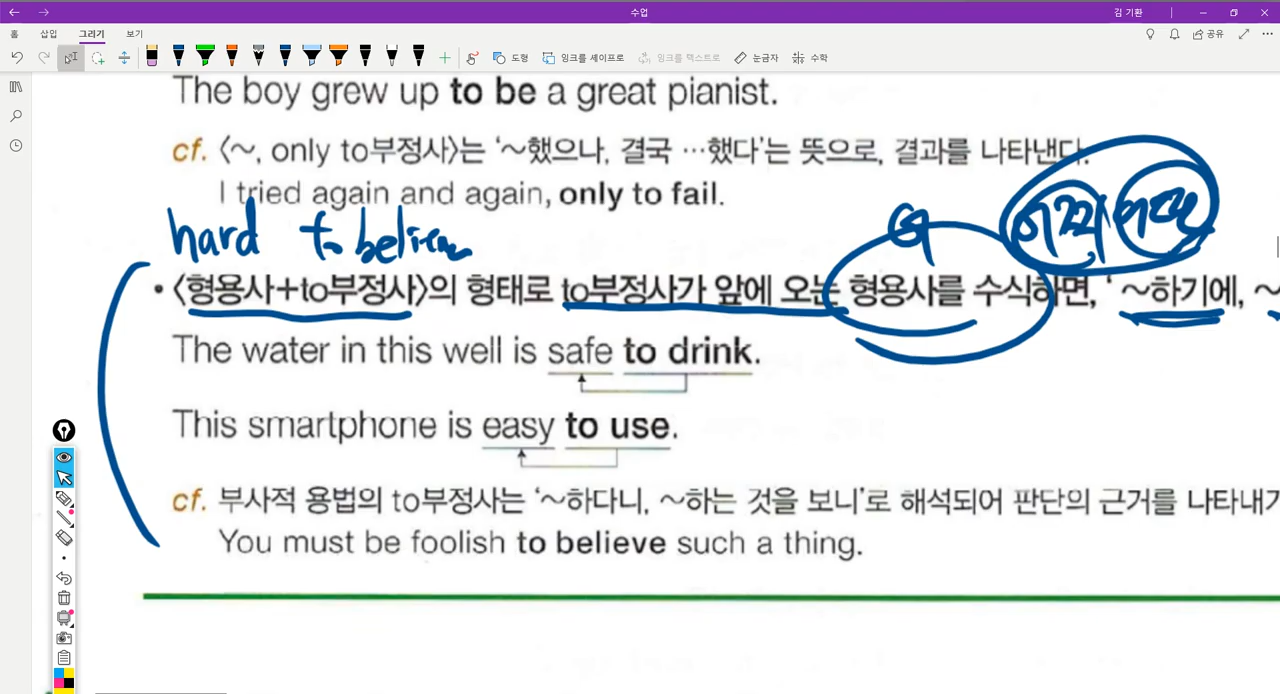 수업
김 기환
홈 삽입 그리기 보기
공유
도형 잉크를 셰이프로 잉크를 텍스트로 눈금자 수학
The boy grew up to be a great pianist.
cf. 〈~, only to부정사〉는 '~했으나, 결국 …했다'는 뜻으로, 결과를 나타낸다.
I tried again and again, only to fail.
hard to believe
• 〈형용사+to부정사〉의 형태로 to부정사가 앞에 오는 형용사를 수식하면, '~하기에, ~
The water in this well is safe to drink.
This smartphone is easy to use.
cf. 부사적 용법의 to부정사는 '~하다니, ~하는 것을 보니'로 해석되어 판단의 근거를 나타내기
You must be foolish to believe such a thing.